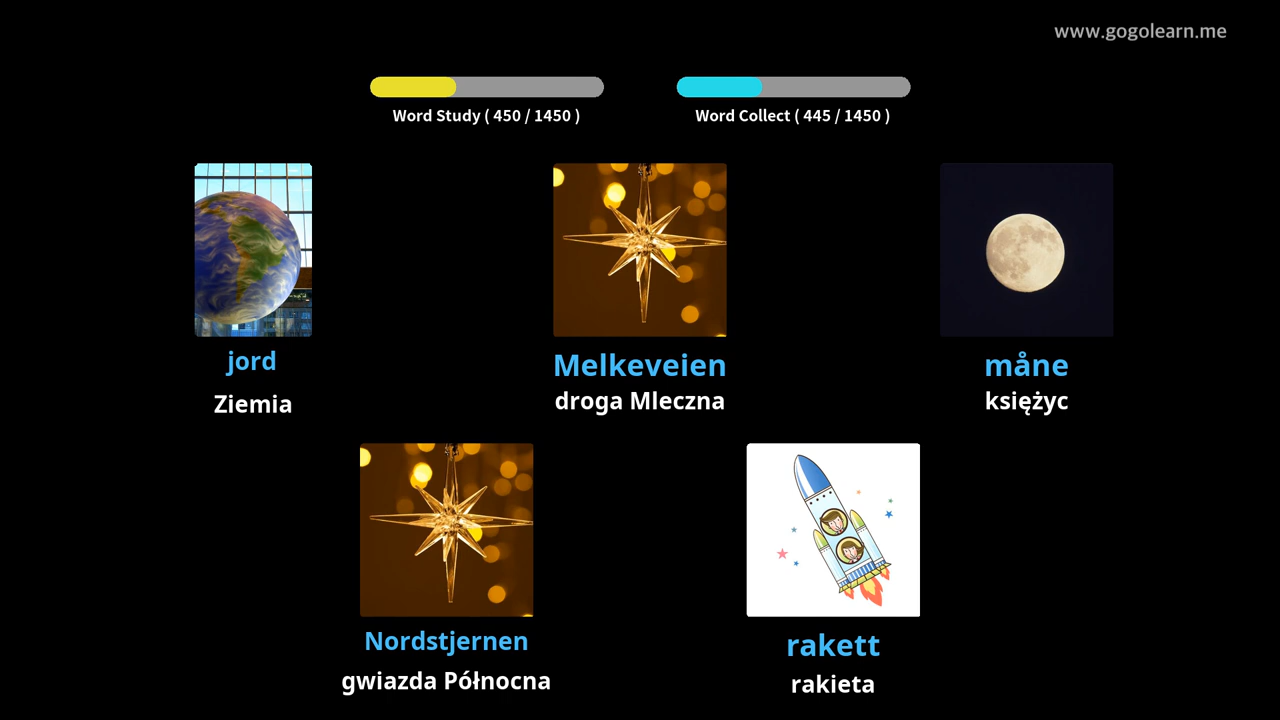 www.gogolearn.me
Word Study ( 450 / 1450 )
Word Collect ( 445 / 1450 )
jord
Ziemia
Melkeveien
droga Mleczna
måne
księżyc
Nordstjernen
gwiazda Północna
rakett
rakieta